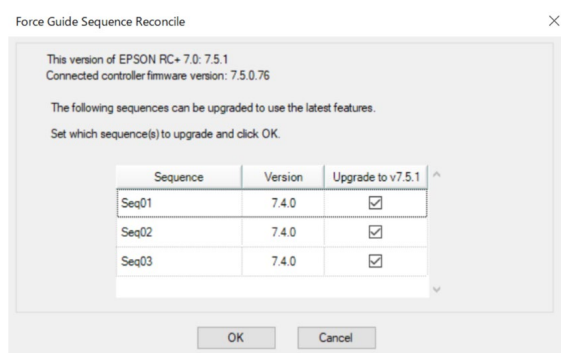 Force Guide Sequence Reconcile
This version of EPSON RC+ 7.0: 7.5.1
Connected controller firmware version: 7.5.0.76
The following sequences can be upgraded to use the latest features.
Set which sequence(s) to upgrade and click OK.
Sequence Version Upgrade to v7.5.1
Seq01 7.4.0
Seq02 7.4.0
Seq03 7.4.0
OK Cancel